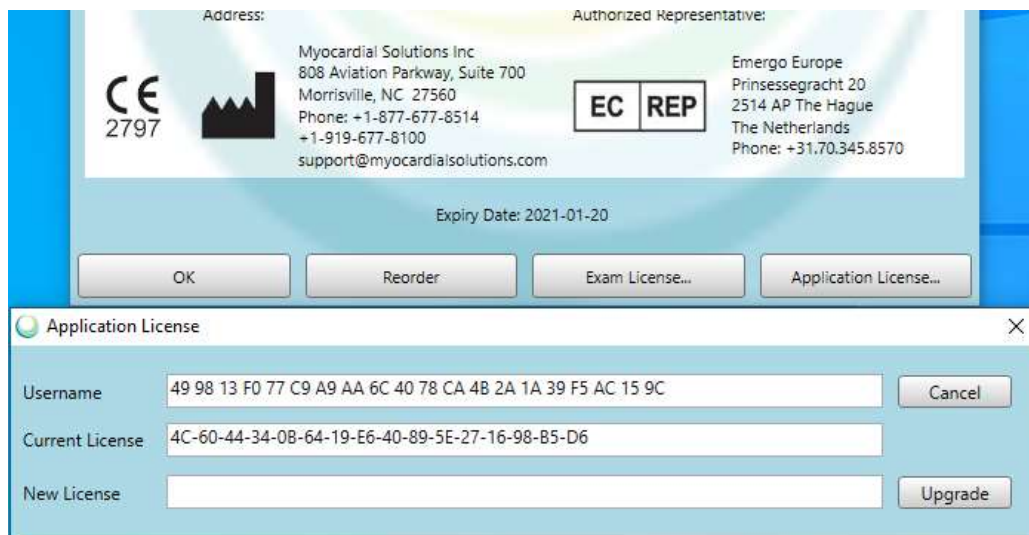 Address:
Authorized Representative:
CE
2797
Myocardial Solutions Inc
808 Aviation Parkway, Suite 700
Morrisville, NC 27560
Phone: +1-877-677-8514
+1-919-677-8100
support@myocardialsolutions.com
EC REP
Emergo Europe
Prinsessegracht 20
2514 AP The Hague
The Netherlands
Phone: +31.70.345.8570
Expiry Date: 2021-01-20
OK
Reorder
Exam License...
Application License...
Application License
Username
49 98 13 F0 77 C9 A9 AA 6C 40 78 CA 4B 2A 1A 39 F5 AC 15 9C
Cancel
Current License
4C-60-44-34-0B-64-19-E6-40-89-5E-27-16-98-B5-D6
New License
Upgrade